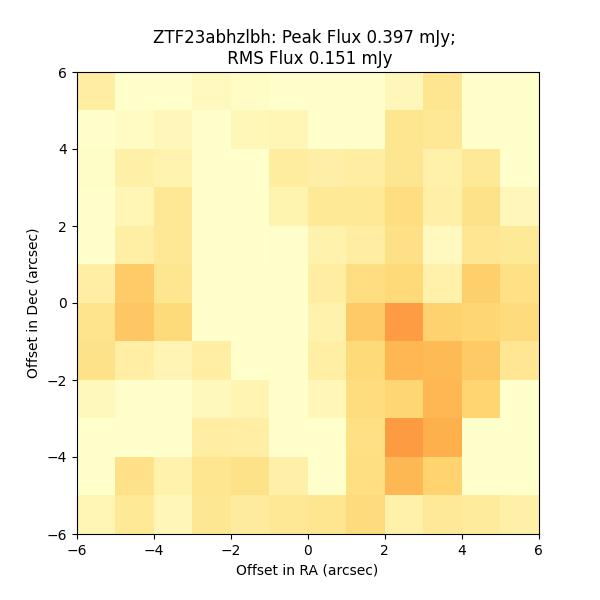 ZTF23abhzlbh: Peak Flux 0.397 mJy;
RMS Flux 0.151 mJy
6
4
2
0
−2
−4
−6
Offset in Dec (arcsec)
−6 −4 −2 0 2 4 6
Offset in RA (arcsec)